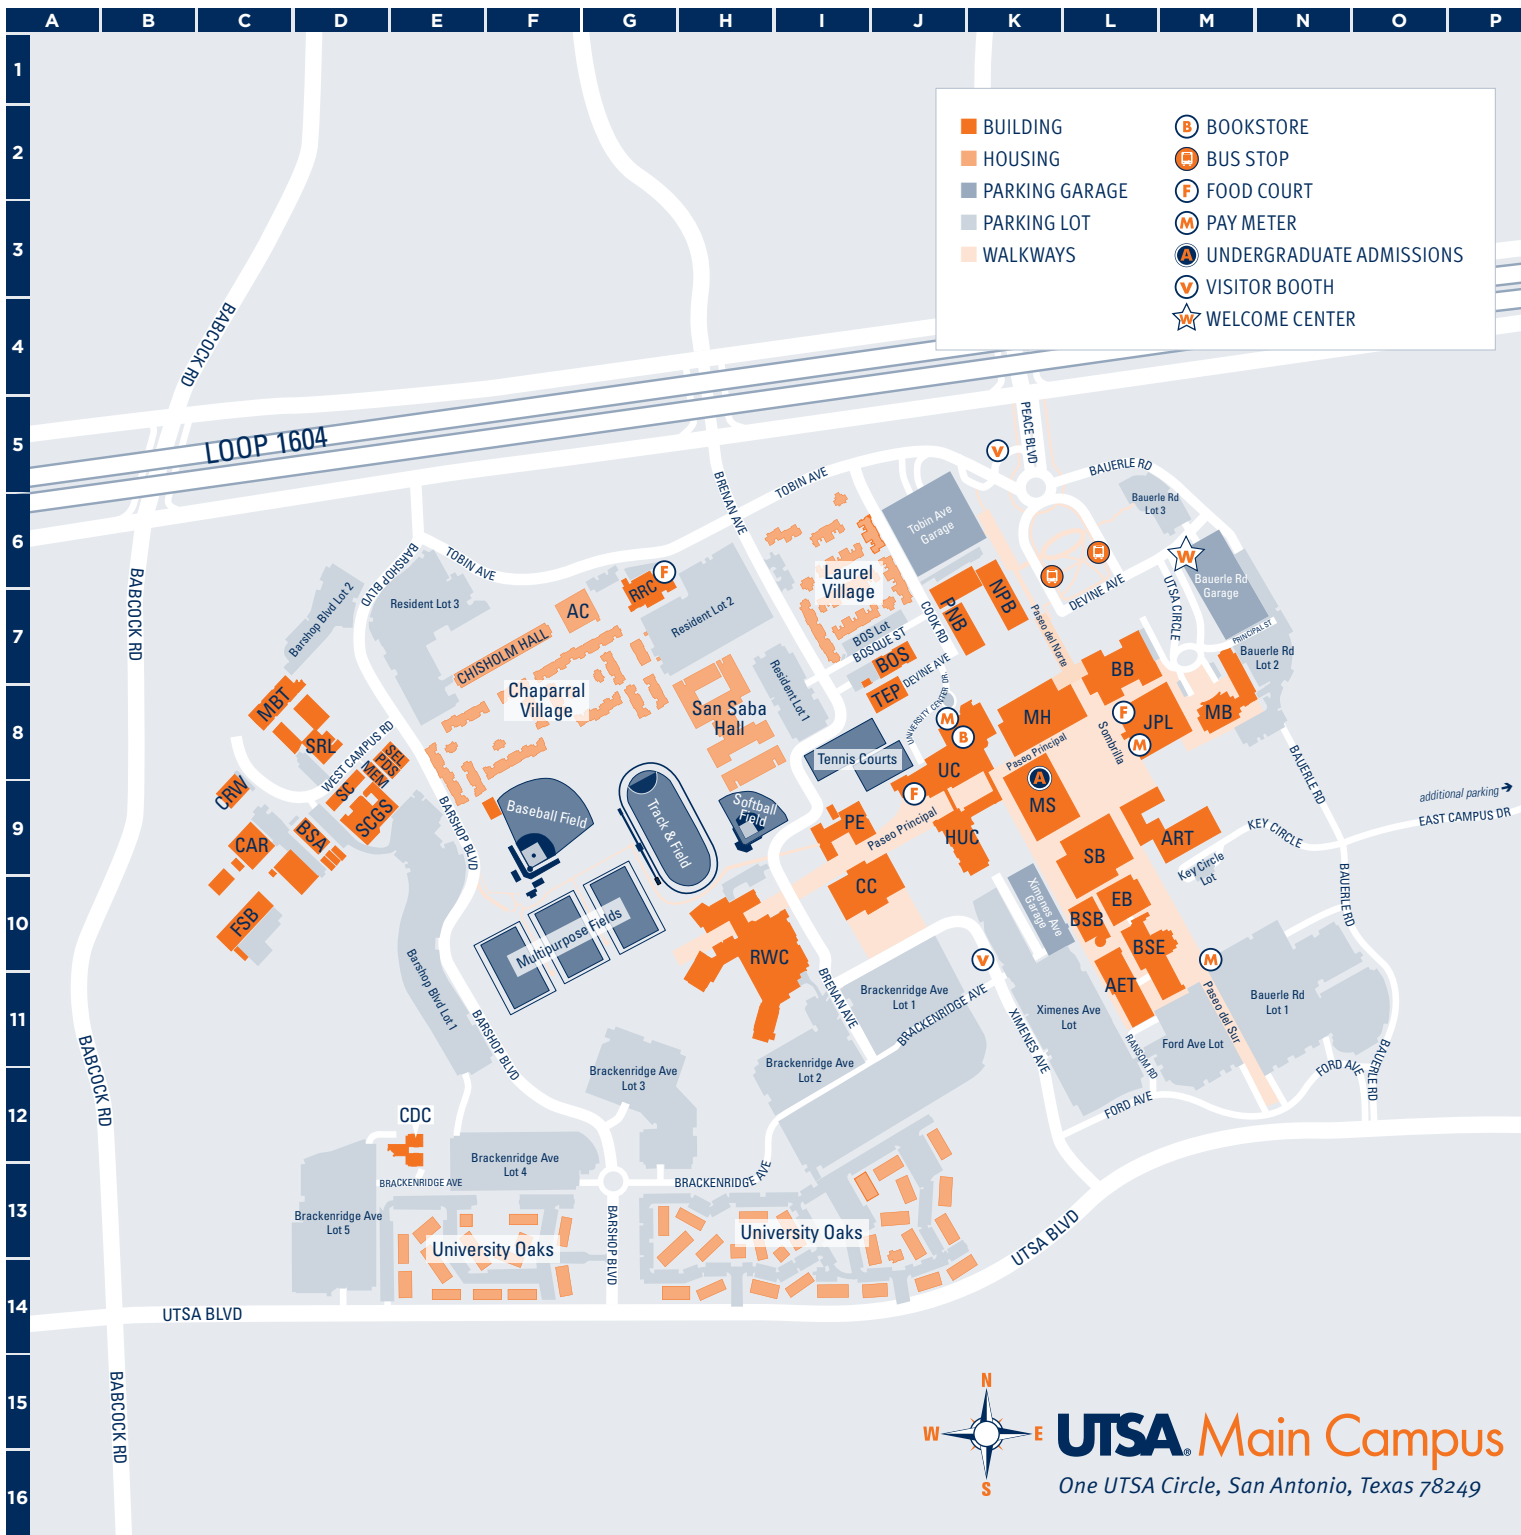 A B C D E F G H I J K L M N O P
1
2
3
4
5
6
7
8
9
10
11
12
13
14
15
16
BUILDING
HOUSING
PARKING GARAGE
PARKING LOT
WALKWAYS
B BOOKSTORE
BUS STOP
F FOOD COURT
M PAY METER
A UNDERGRADUATE ADMISSIONS
V VISITOR BOOTH
W WELCOME CENTER
BABCOCK RD
LOOP 1604
PEACE BLVD
V
BAUERLE RD
TOBIN AVE
BRENAN AVE
Bauerle Rd
Lot 3
Tobin Ave
Garage
BABCOCK RD
BARSHOP BLVD
TOBIN AVE
Barshop Blvd Lot 2
Resident Lot 3
AC
RRC
F
Resident Lot 2
Laurel
Village
BOS Lot
BOSQUE ST
COOK RD
PNB
NPB
Paseo del Norte
DEVINE AVE
UTSA CIRCLE
W
Bauerle Rd
Garage
PRINCIPAL ST
Bauerle Rd
Lot 2
CHISHOLM HALL
Chaparral
Village
San Saba
Hall
Resident Lot 1
BOS
TEP
DEVINE AVE
UNIVERSITY CENTER RD
BB
MBT
SRL
WEST CAMPUS RD
SEL
PDS
MEM
SC
SCGS
CRW
CAR
BSA
FSB
Tennis Courts
M
B
UC
F
MH
Paseo Principal
A
MS
Sombrilla
F
JPL
M
MB
BAUERLE RD
additional parking
EAST CAMPUS DR
Baseball Field
Track & Field
Softball
Field
BARSHOP BLVD
PE
Paseo Principal
HUC
CC
SB
ART
KEY CIRCLE
Key Circle
Lot
BAUERLE RD
Ximenes Ave
Garage
EB
BSB
BSE
AET
M
Multipurpose Fields
RWC
V
Barshop Blvd Lot 1
BRENAN AVE
Brackenridge Ave
Lot 1
BRACKENRIDGE AVE
Ximenes Ave
Lot
XIMENES AVE
Paseo del Sur
Bauerle Rd
Lot 1
Ford Ave Lot
RANSOM RD
FORD AVE
BAUERLE RD
BARSHOP BLVD
BABCOCK RD
Brackenridge Ave
Lot 3
Brackenridge Ave
Lot 2
FORD AVE
CDC
Brackenridge Ave
Lot 4
BRACKENRIDGE AVE
BRACKENRIDGE AVE
Brackenridge Ave
Lot 5
University Oaks
BARSHOP BLVD
University Oaks
UTSA BLVD
UTSA BLVD
BABCOCK RD
N
W E
S
UTSA® Main Campus
One UTSA Circle, San Antonio, Texas 78249